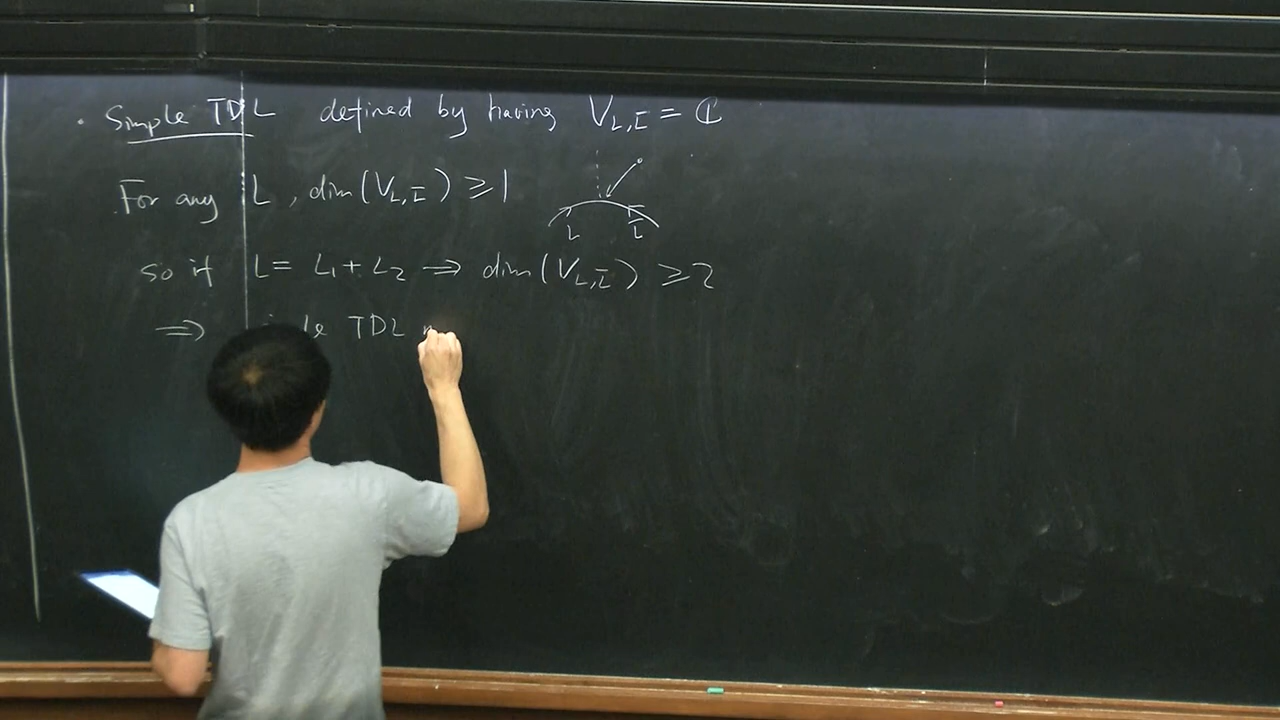 · Simple TDL defined by having V_{L,L̄} = ℂ
For any L, dim(V_{L,L̄}) ≥ 1
L L̄
so if L = L₁ + L₂ ⇒ dim(V_{L,L̄}) ≥ 2
⇒ TDL